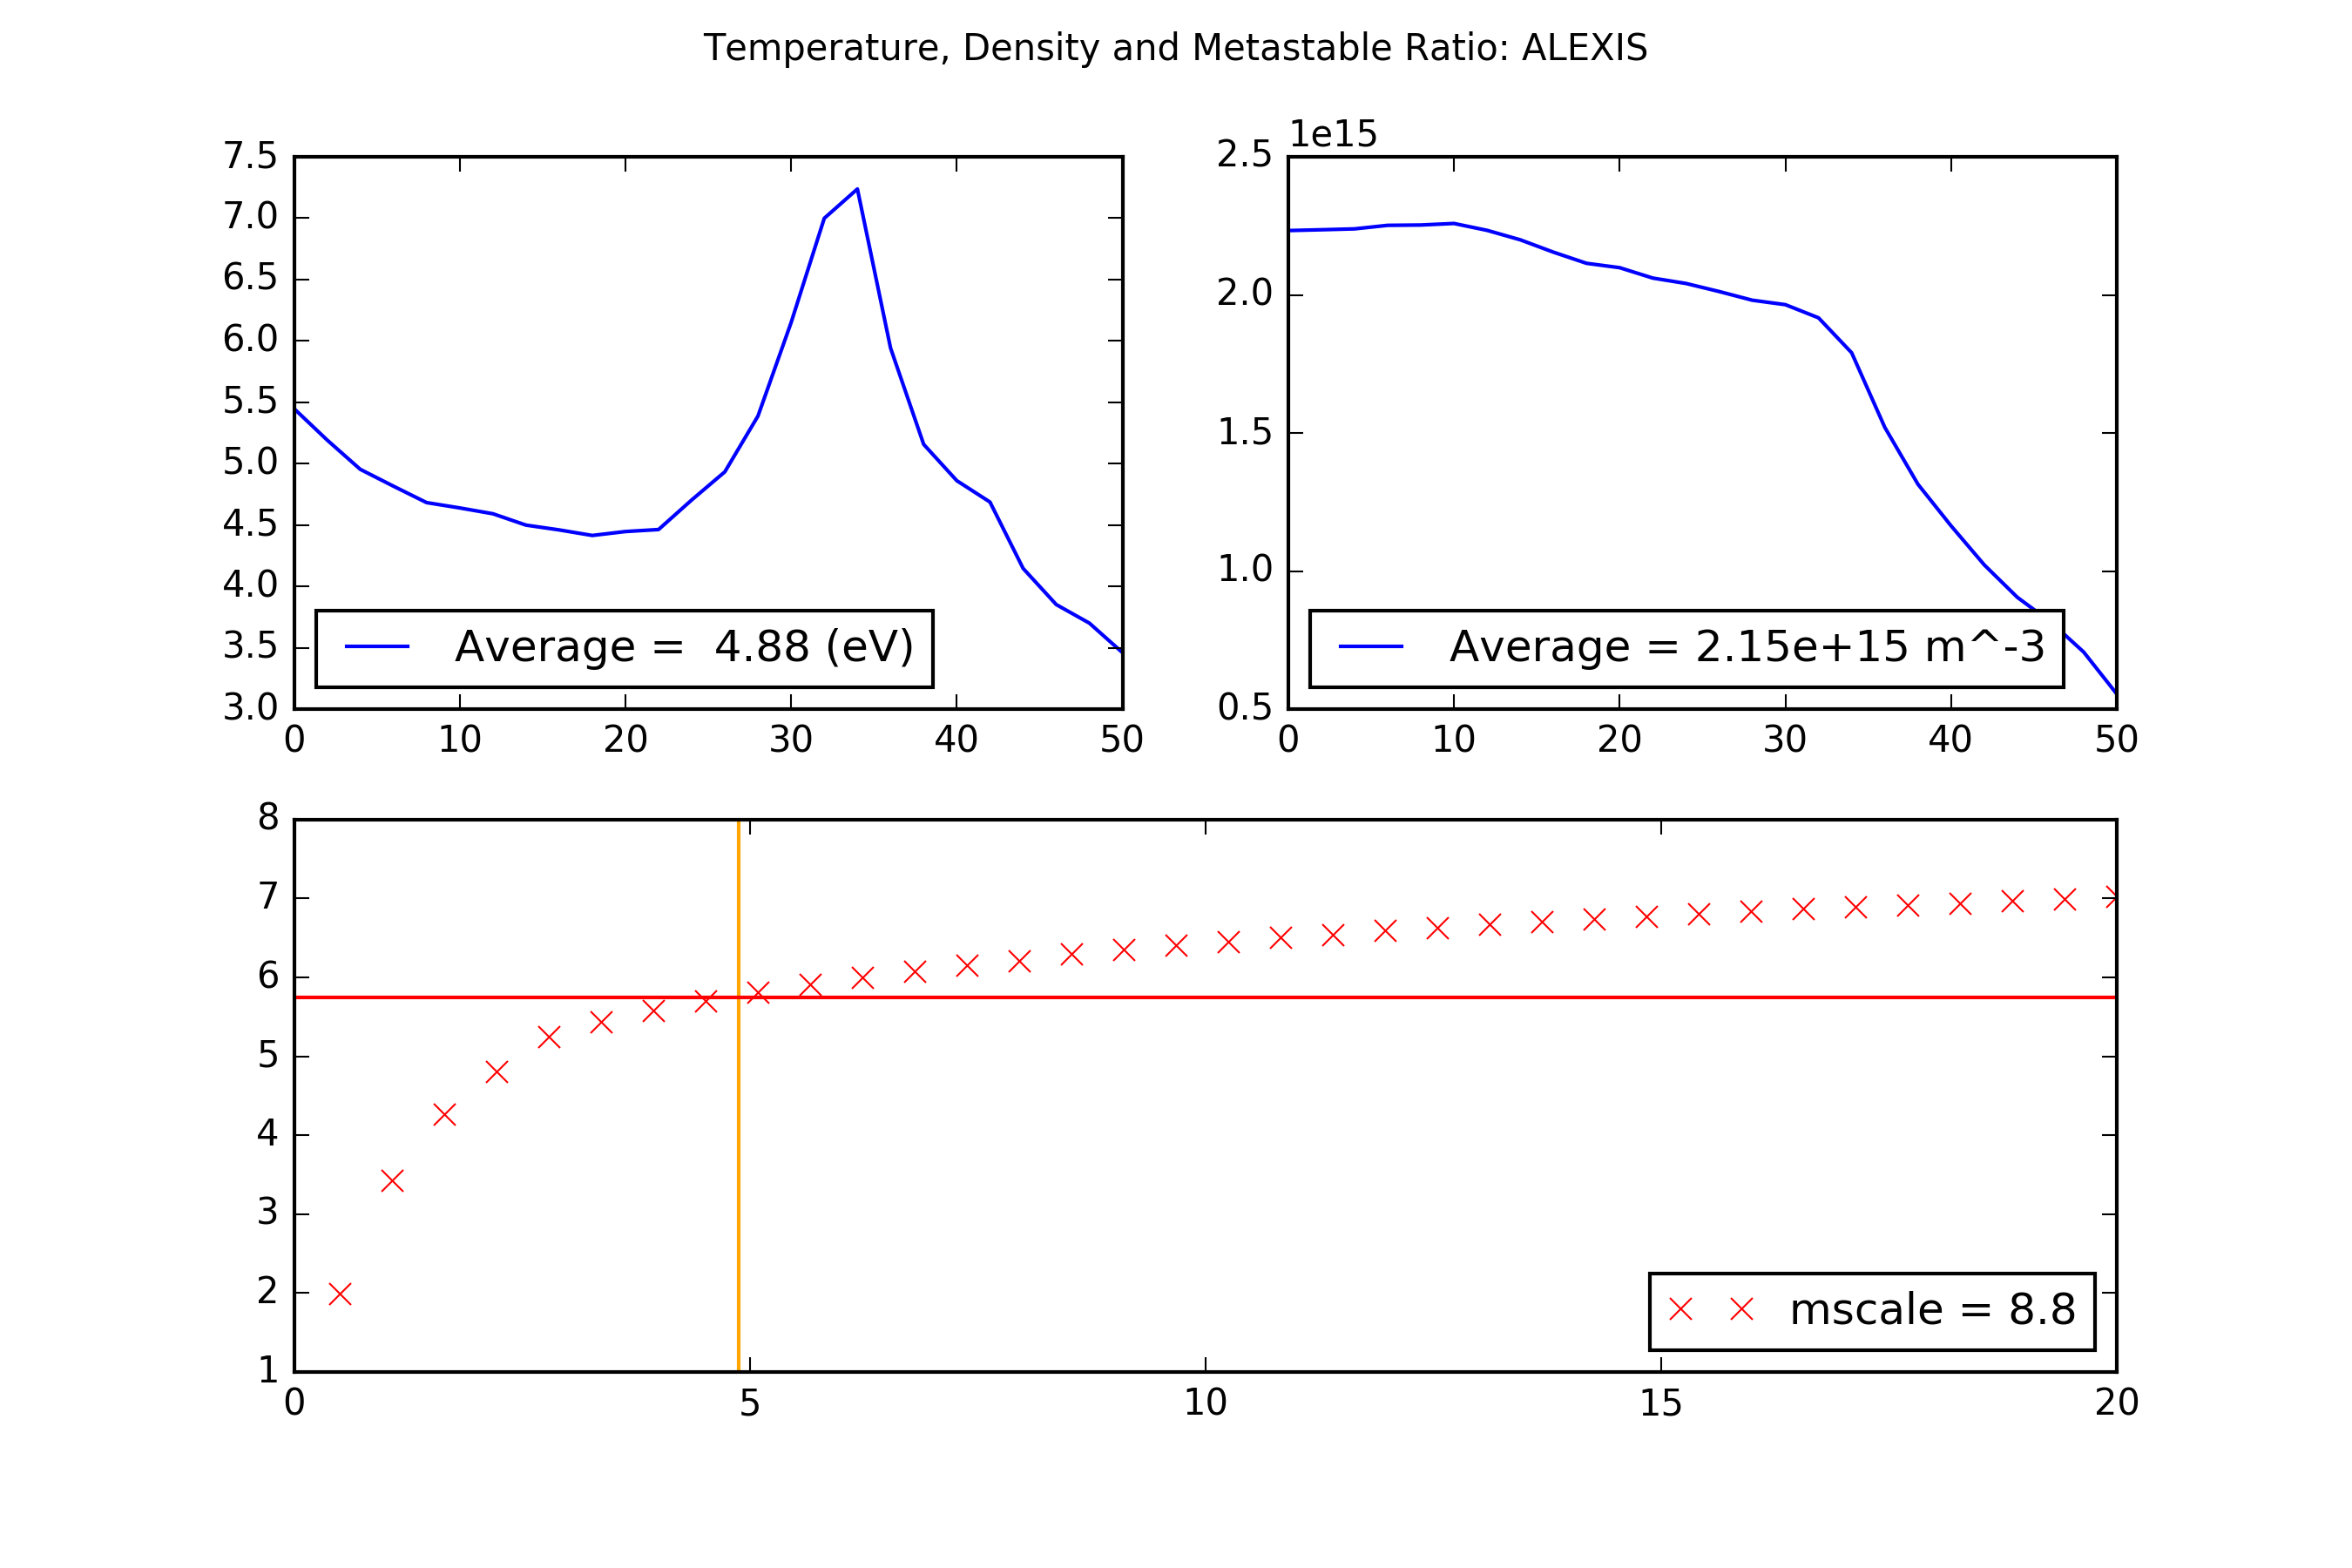 Temperature, Density and Metastable Ratio: ALEXIS
7.5
7.0
6.5
6.0
5.5
5.0
4.5
4.0
3.5
3.0
0 10 20 30 40 50
Average =  4.88 (eV)
1e15
2.5
2.0
1.5
1.0
0.5
0 10 20 30 40 50
Average = 2.15e+15 m^-3
8
7
6
5
4
3
2
1
0 5 10 15 20
mscale = 8.8